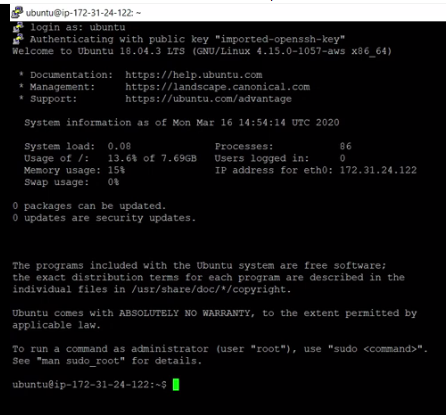 ubuntu@ip-172-31-24-122: ~
login as: ubuntu
Authenticating with public key "imported-openssh-key"
Welcome to Ubuntu 18.04.3 LTS (GNU/Linux 4.15.0-1057-aws x86_64)
* Documentation:  https://help.ubuntu.com
* Management:     https://landscape.canonical.com
* Support:        https://ubuntu.com/advantage
System information as of Mon Mar 16 14:54:14 UTC 2020
System load:  0.08              Processes:           86
Usage of /:   13.6% of 7.69GB   Users logged in:     0
Memory usage: 15%               IP address for eth0: 172.31.24.122
Swap usage:   0%
0 packages can be updated.
0 updates are security updates.
The programs included with the Ubuntu system are free software;
the exact distribution terms for each program are described in the
individual files in /usr/share/doc/*/copyright.
Ubuntu comes with ABSOLUTELY NO WARRANTY, to the extent permitted by
applicable law.
To run a command as administrator (user "root"), use "sudo <command>".
See "man sudo_root" for details.
ubuntu@ip-172-31-24-122:~$